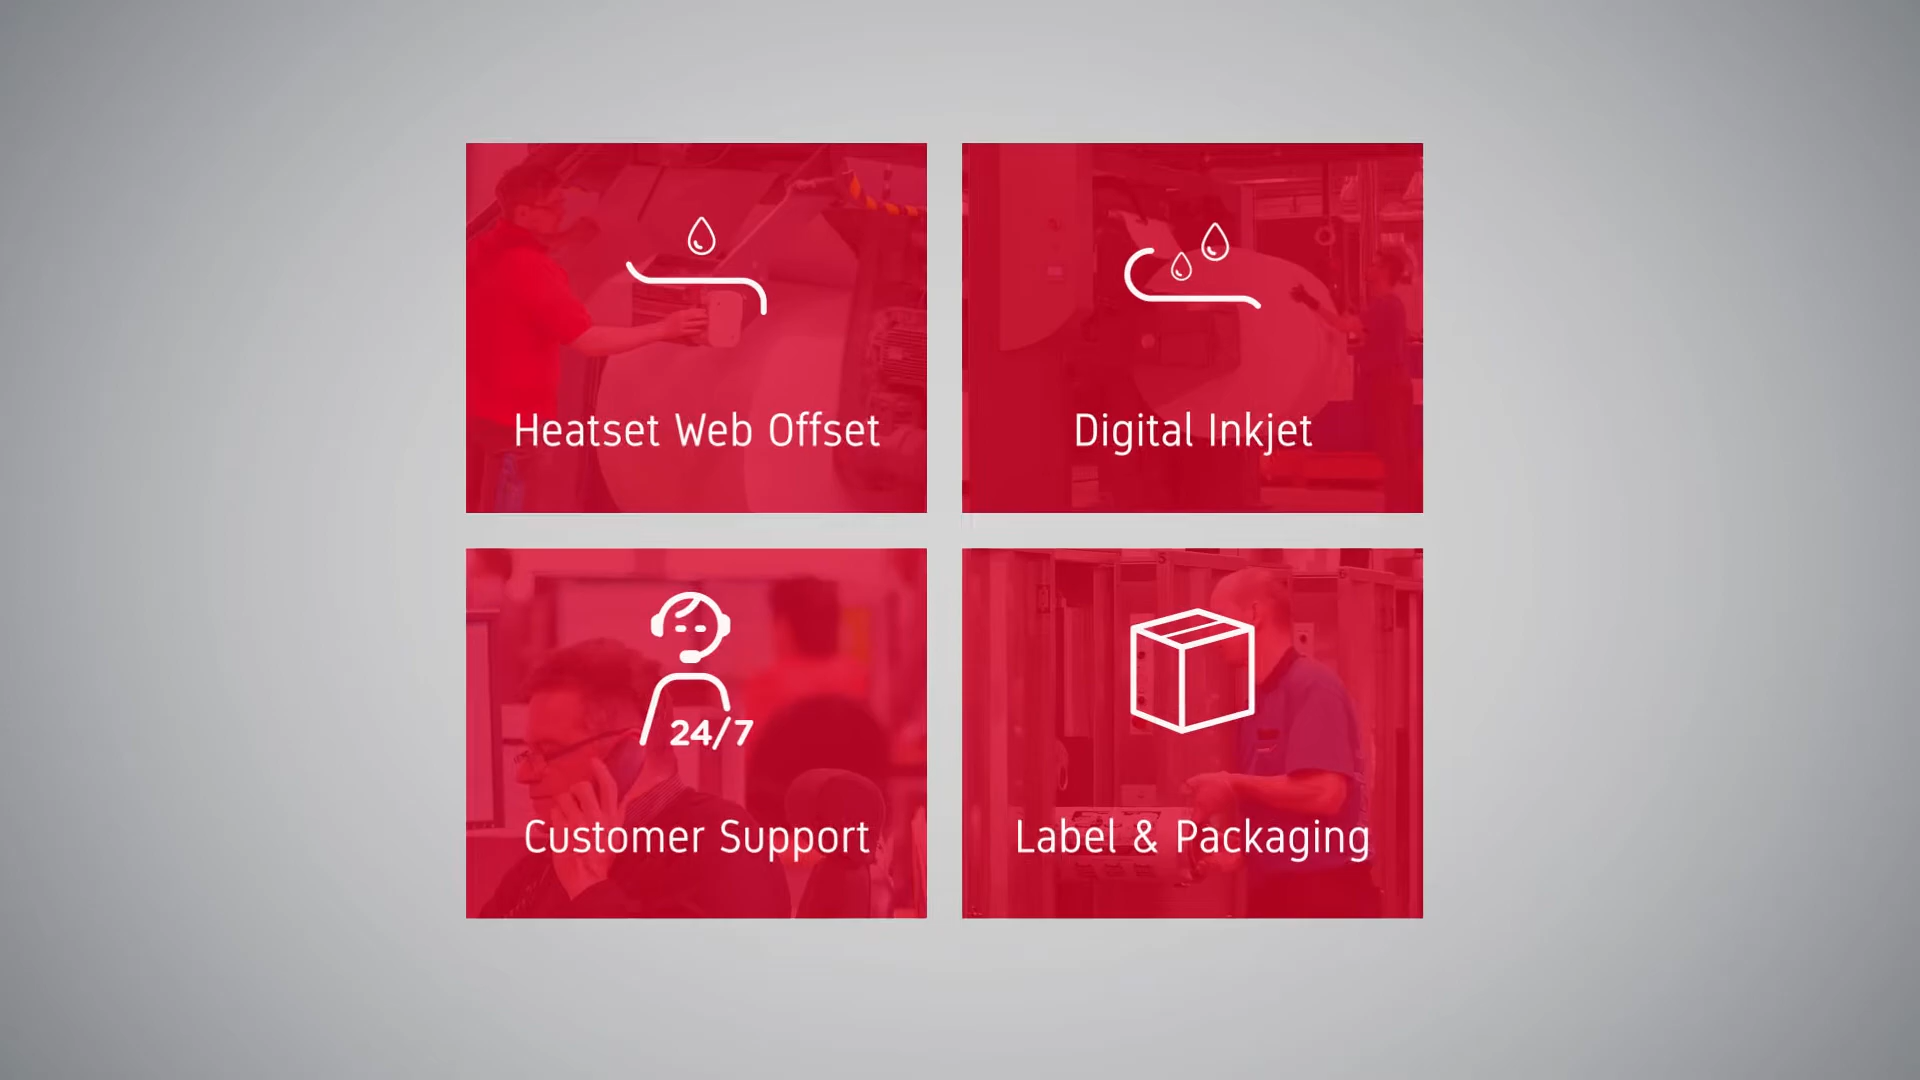 Heatset Web Offset
Digital Inkjet
24/7
Customer Support
Label & Packaging